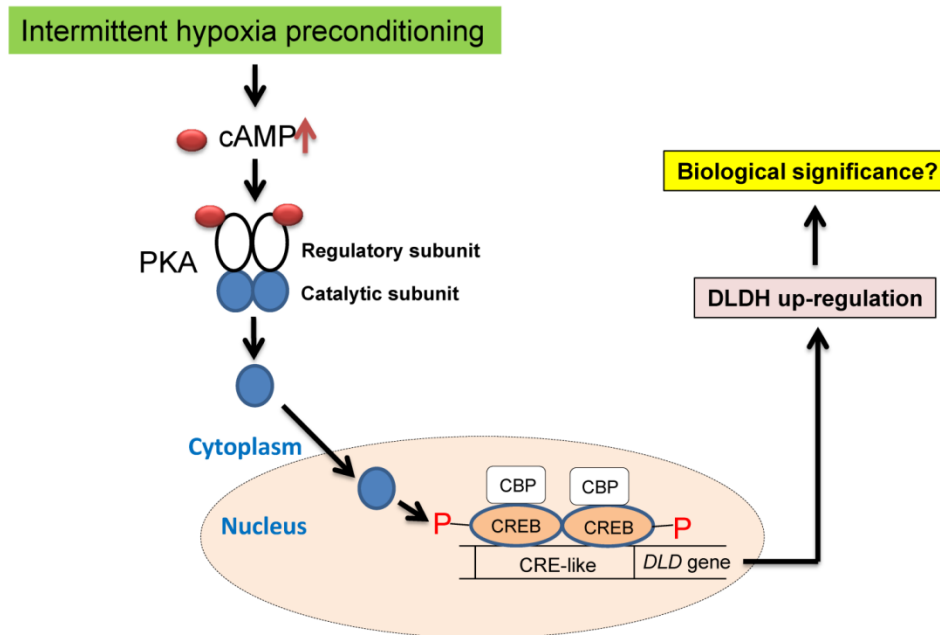 Intermittent hypoxia preconditioning
cAMP
PKA
Regulatory subunit
Catalytic subunit
Biological significance?
DLDH up-regulation
Cytoplasm
Nucleus
CBP
CBP
P
CREB
CREB
P
CRE-like
DLD gene